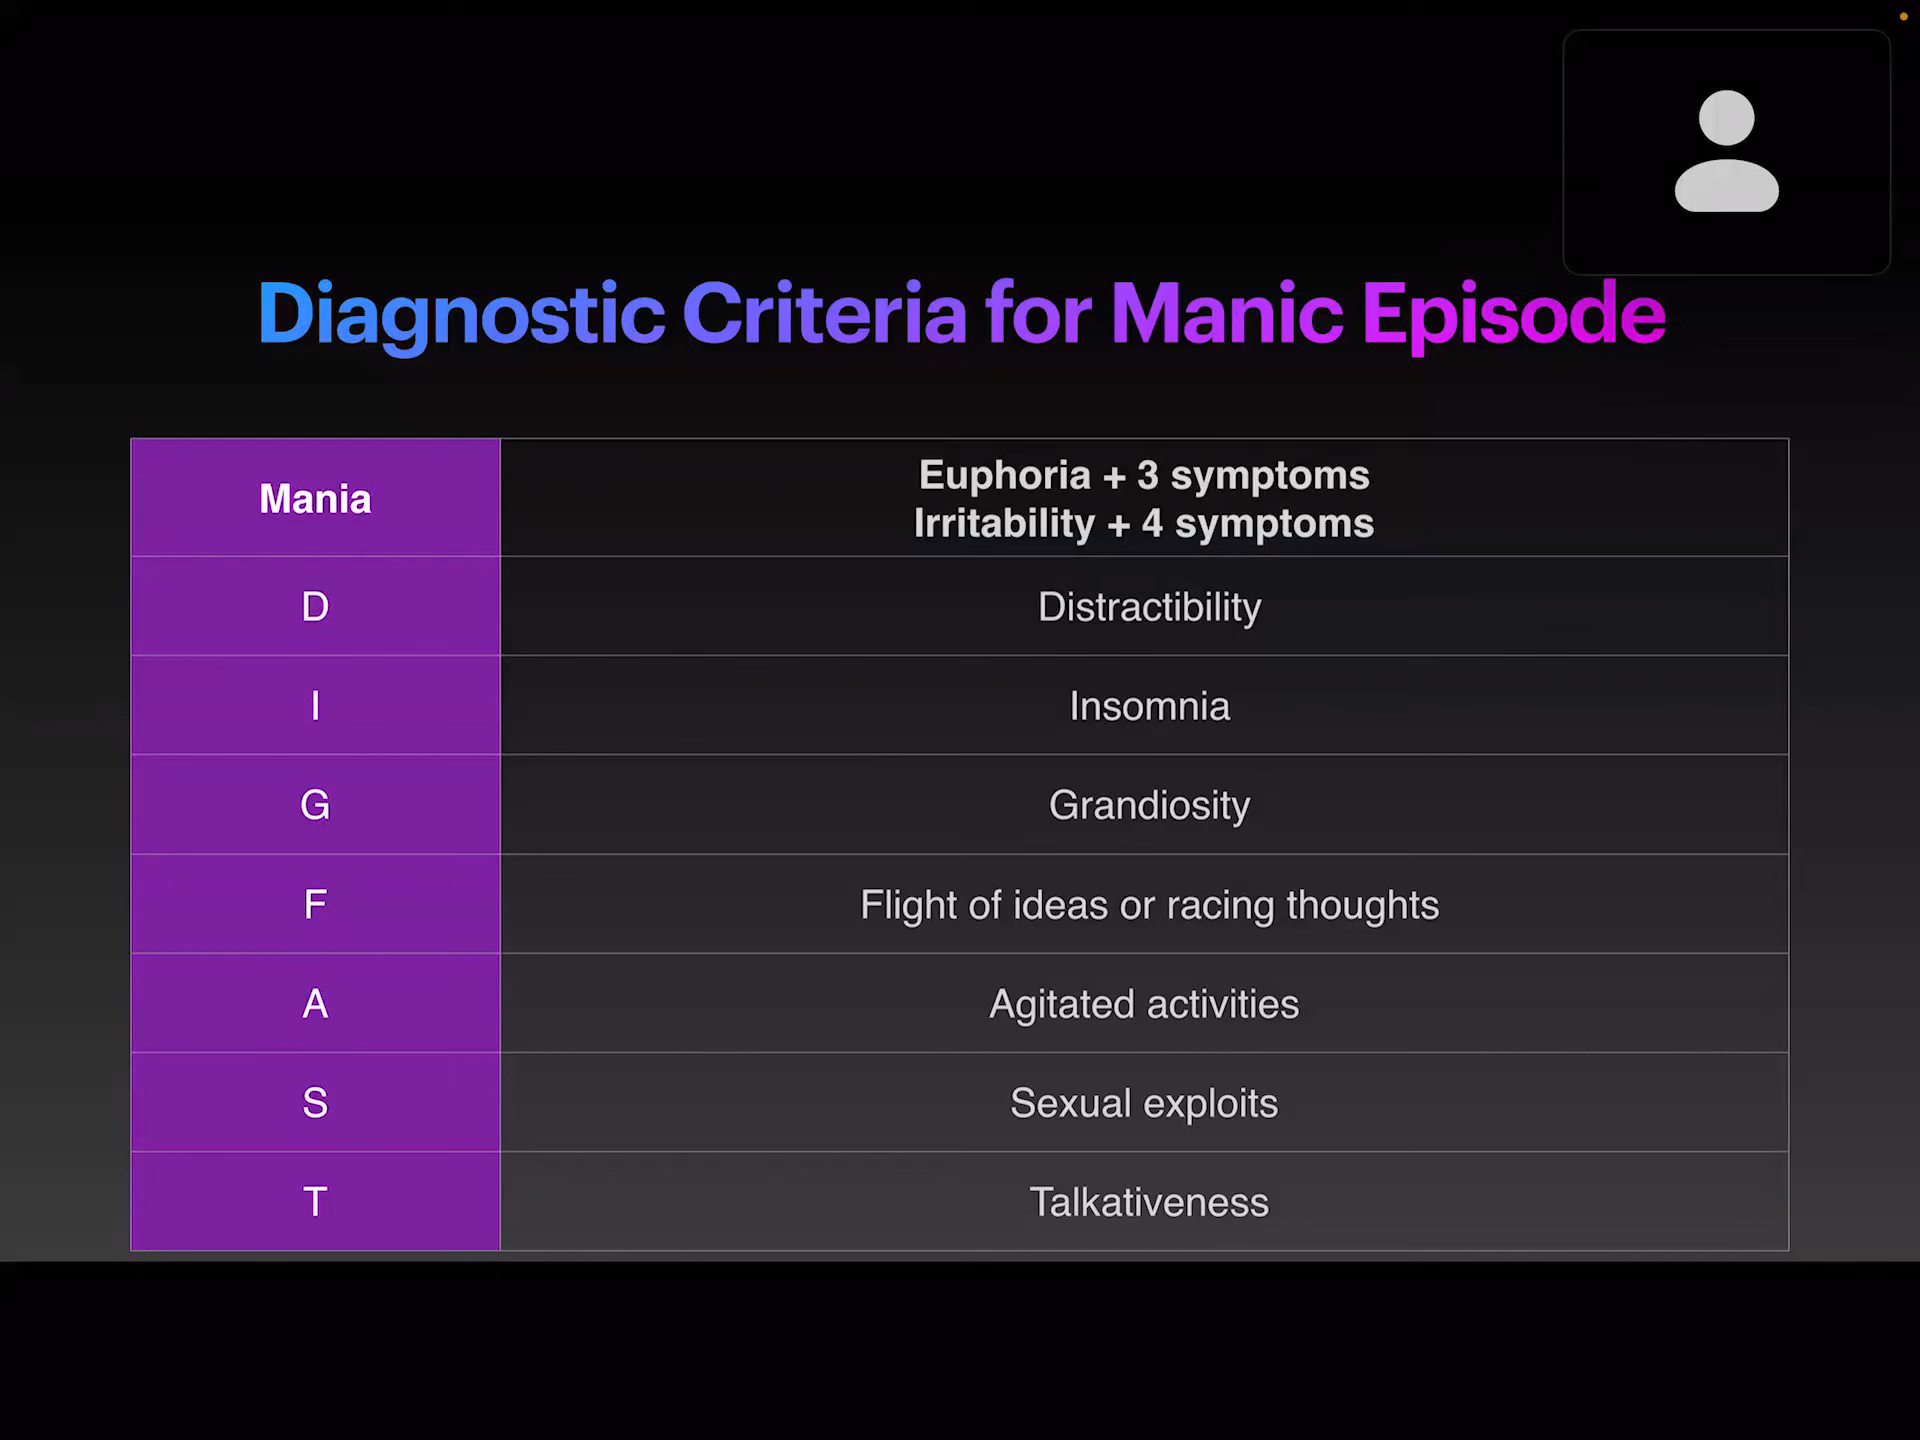 Diagnostic Criteria for Manic Episode
Mania
Euphoria + 3 symptoms
Irritability + 4 symptoms
D
Distractibility
I
Insomnia
G
Grandiosity
F
Flight of ideas or racing thoughts
A
Agitated activities
S
Sexual exploits
T
Talkativeness